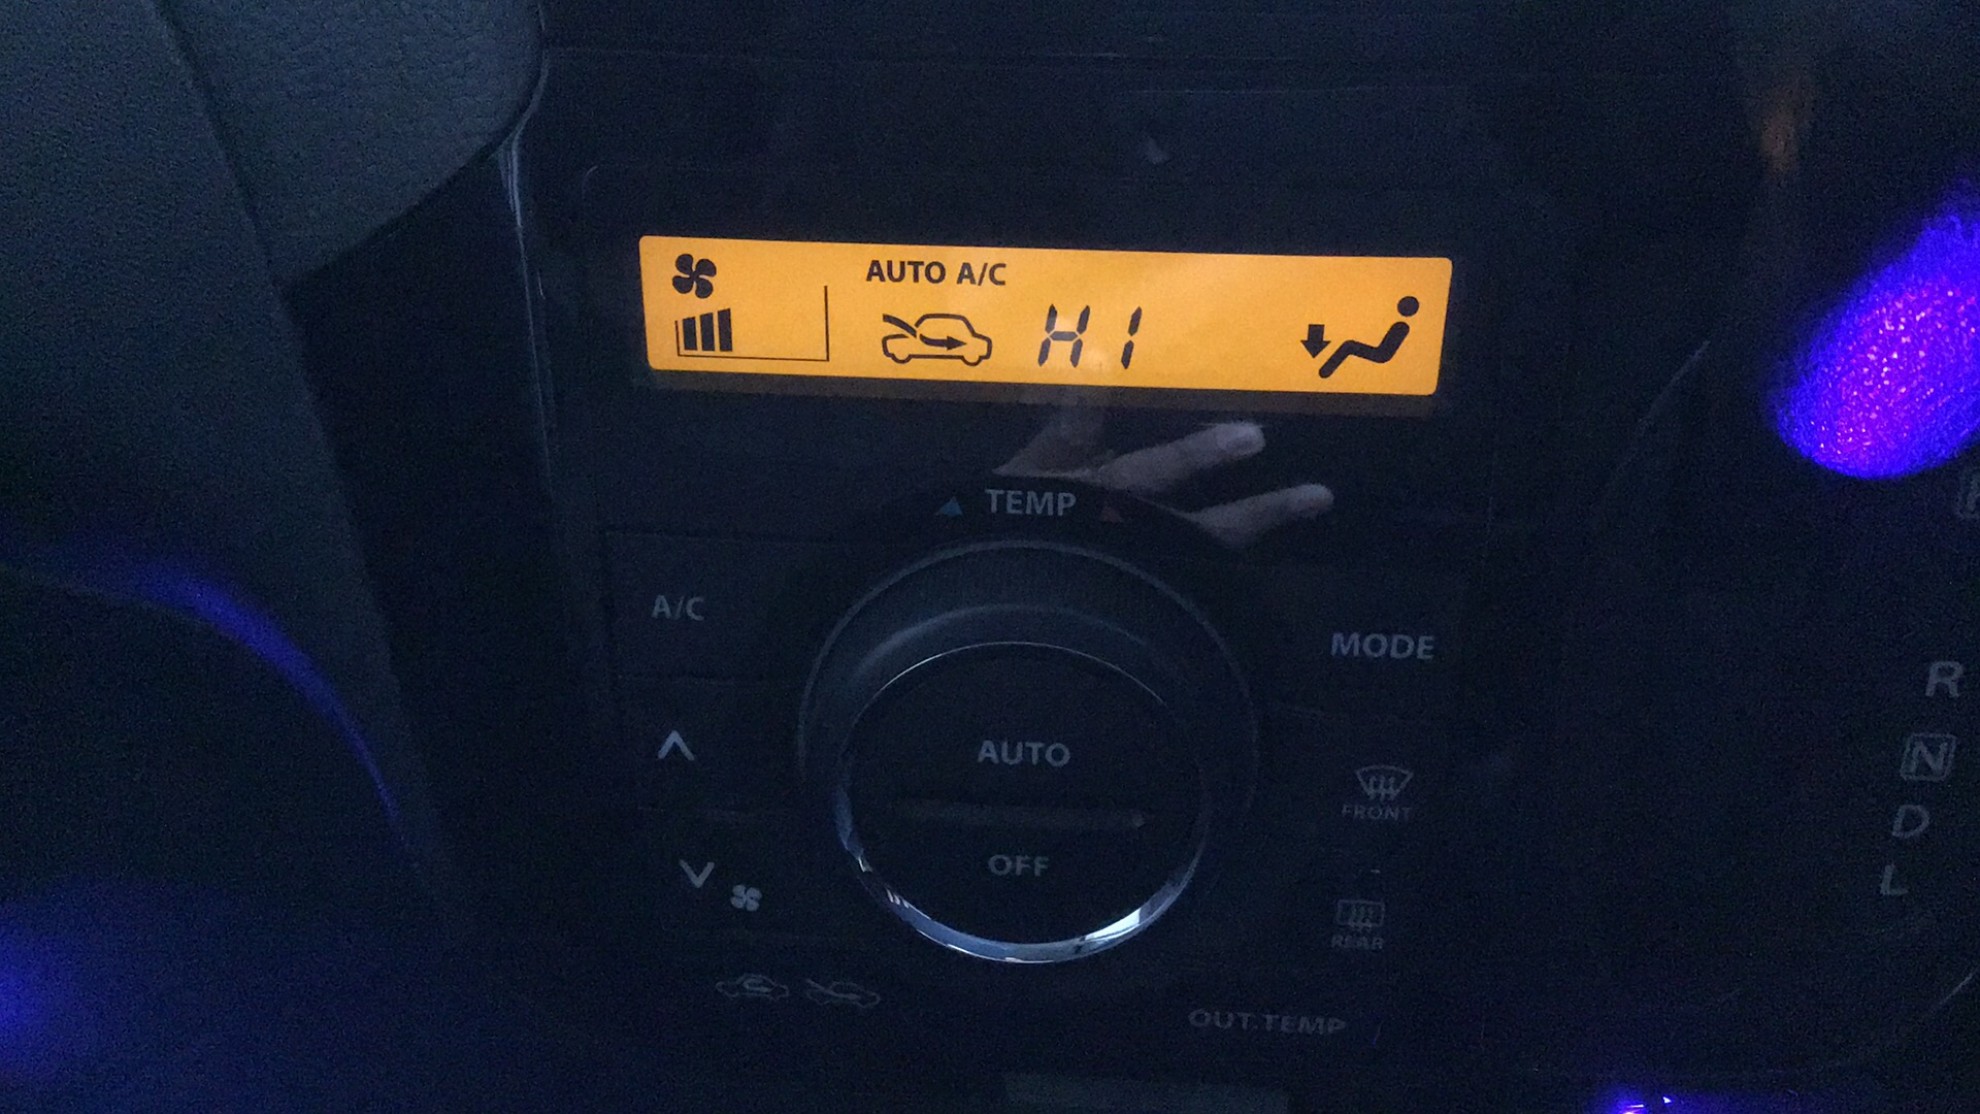 AUTO A/C
HI
TEMP
A/C
MODE
R
AUTO
N
FRONT
D
OFF
L
REAR
OUT.TEMP